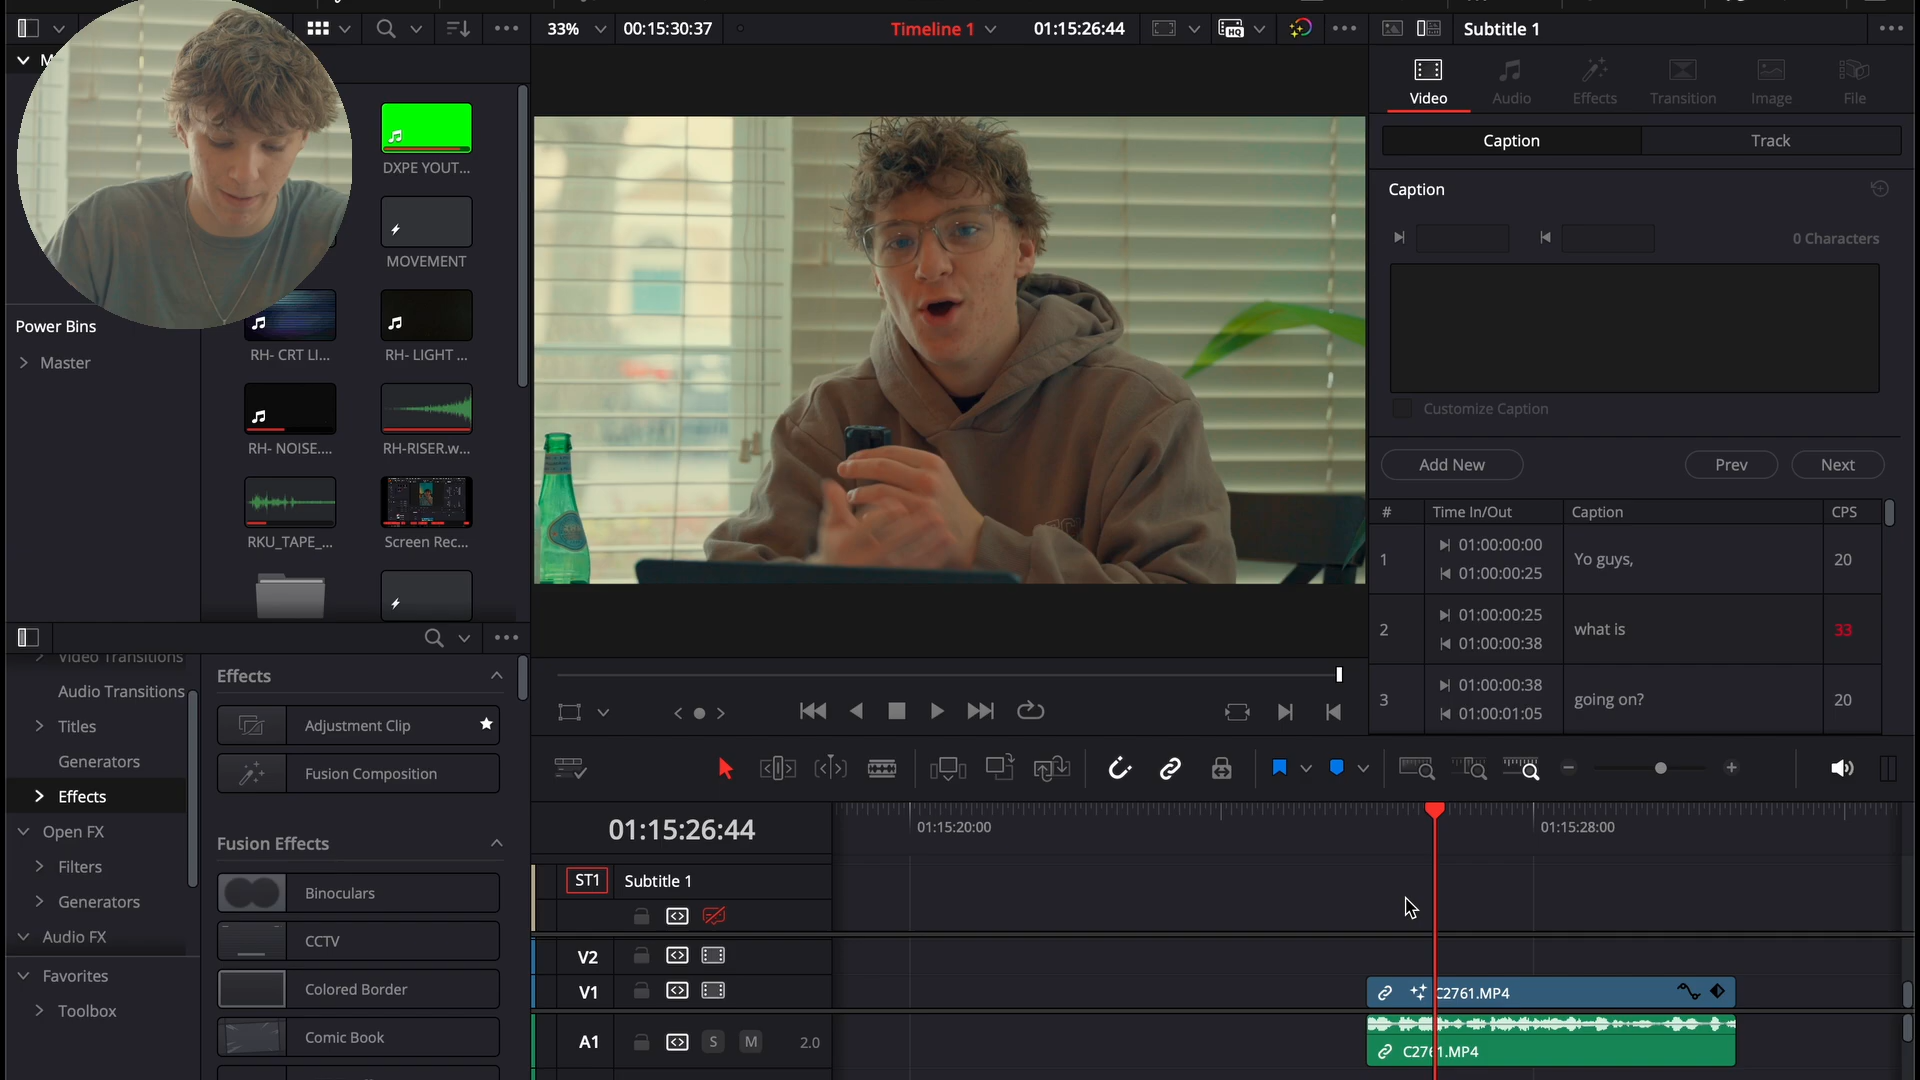 33%
00:15:30:37
Timeline 1
01:15:26:44
HQ
Subtitle 1
M
DXPE YOUT...
MOVEMENT
Power Bins
Master
RH- CRT LI...
RH- LIGHT ...
RH- NOISE....
RH-RISER.w...
RKU_TAPE_...
Screen Rec...
Video
Audio
Effects
Transition
Image
File
Caption
Track
Caption
0 Characters
Customize Caption
Add New
Prev
Next
#
Time In/Out
Caption
CPS
1
01:00:00:00
01:00:00:25
Yo guys,
20
2
01:00:00:25
01:00:00:38
what is
33
3
01:00:00:38
01:00:01:05
going on?
20
Video Transitions
Audio Transitions
Titles
Generators
Effects
Open FX
Filters
Generators
Audio FX
Favorites
Toolbox
Effects
Adjustment Clip
Fusion Composition
Fusion Effects
Binoculars
CCTV
Colored Border
Comic Book
01:15:26:44
01:15:20:00
01:15:28:00
ST1
Subtitle 1
V2
V1
C2761.MP4
A1
S
M
2.0
C2761.MP4